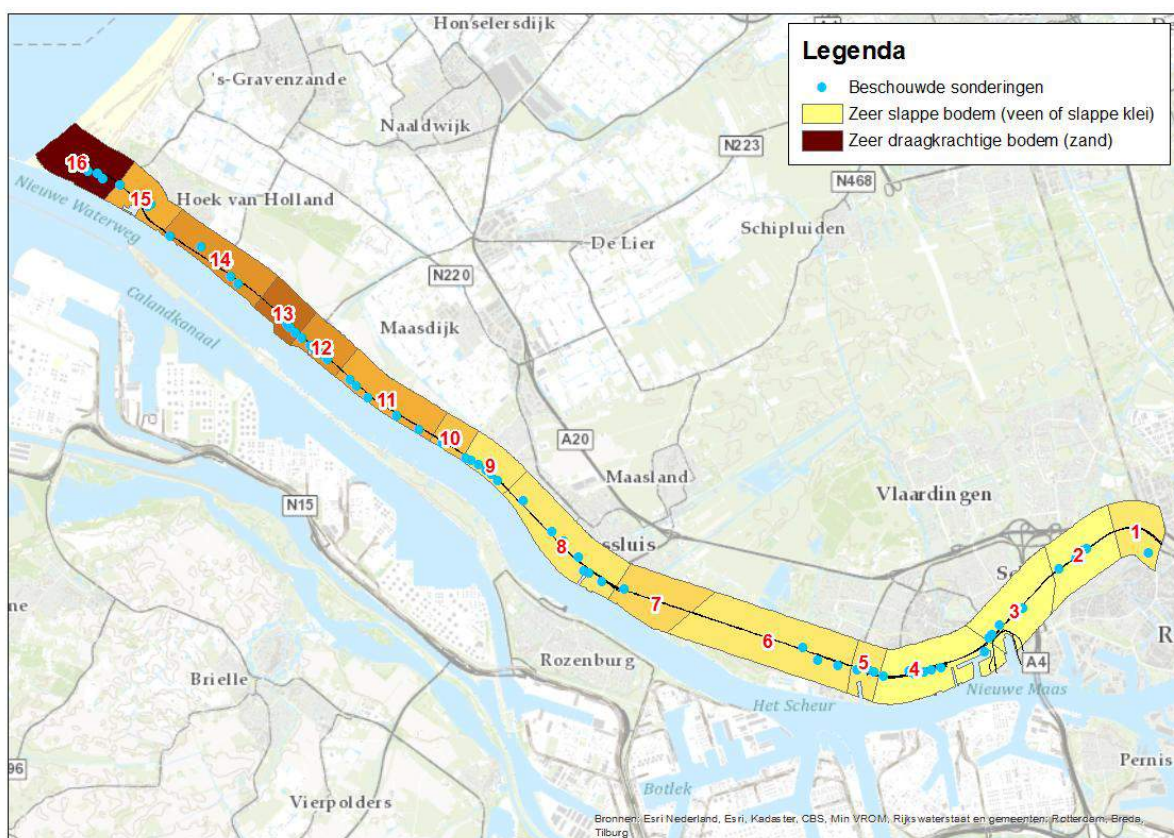 Honselersdijk
's-Gravenzande
Naaldwijk
Legenda
Beschouwde sonderingen
Zeer slappe bodem (veen of slappe klei)
Zeer draagkrachtige bodem (zand)
N223
N468
16
15
Hoek van Holland
Nieuwe Waterweg
De Lier
Schipluiden
14
N220
Calandkanaal
13
12
Maasdijk
11
10
A20
9
Maasland
Vlaardingen
N15
8
ssluis
1
2
3
7
6
5
4
Rozenburg
A4
Brielle
Het Scheur
Nieuwe Maas
Pernis
96
Botlek
Vierpolders
Bronnen: Esri Nederland, Esri, Kadaster, CBS, Min VROM, Rijkswaterstaat en gemeenten: Rotterdam, Breda,
Tilburg